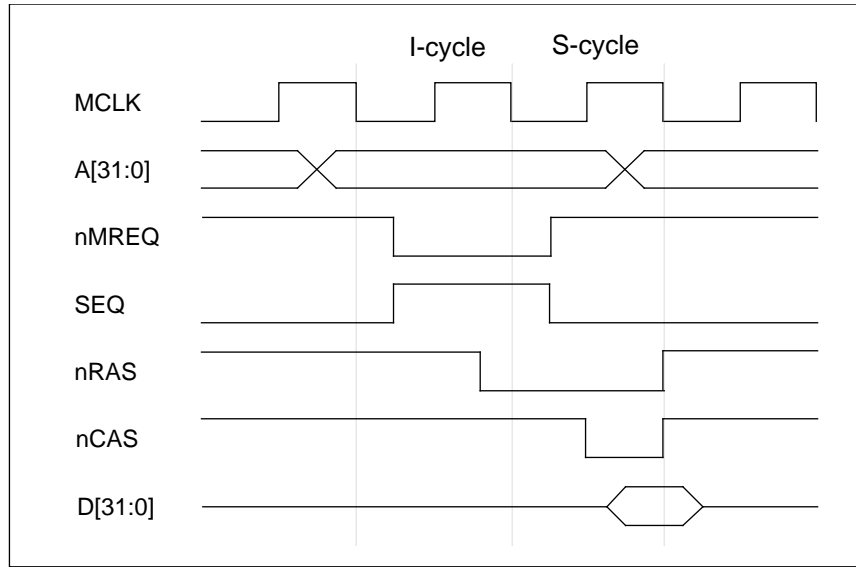 I-cycle S-cycle
MCLK
A[31:0]
nMREQ
SEQ
nRAS
nCAS
D[31:0]